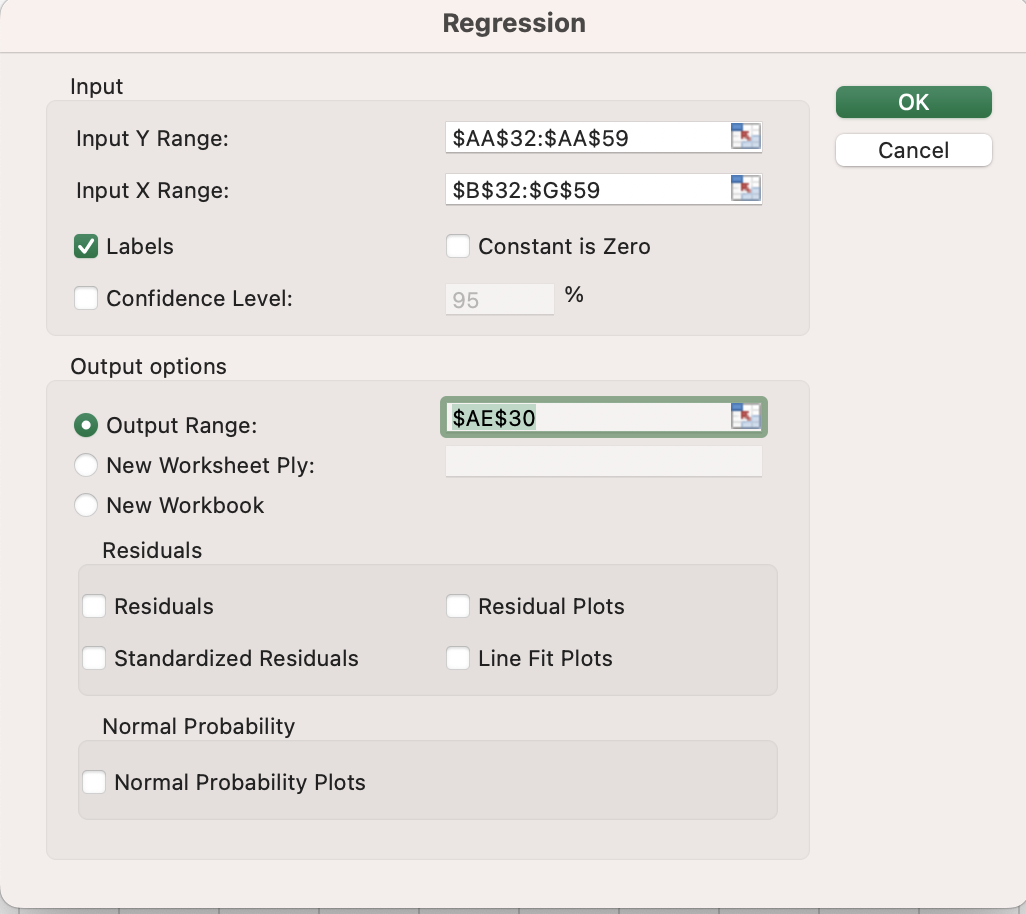 Regression
Input
OK
Input Y Range: $AA$32:$AA$59
Cancel
Input X Range: $B$32:$G$59
Labels Constant is Zero
Confidence Level: 95 %
Output options
Output Range: $AE$30
New Worksheet Ply:
New Workbook
Residuals
Residuals Residual Plots
Standardized Residuals Line Fit Plots
Normal Probability
Normal Probability Plots